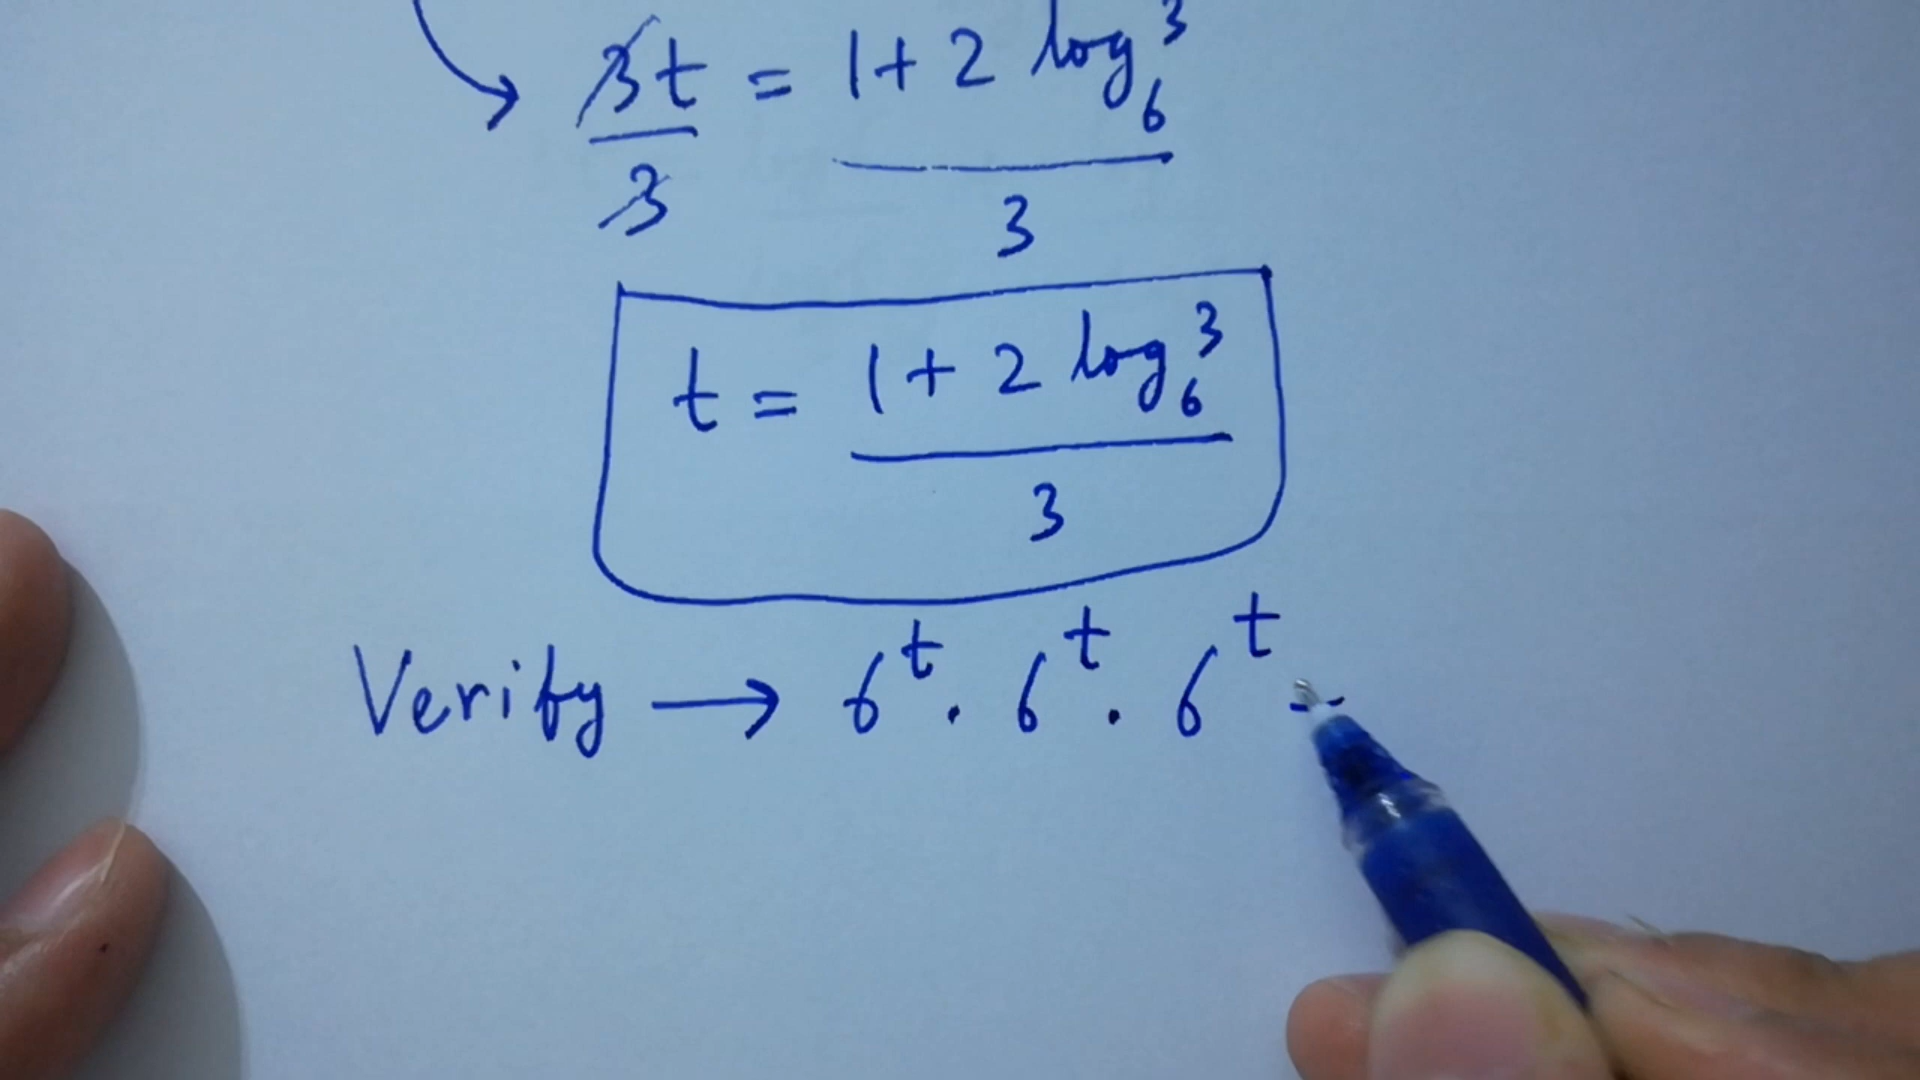 3t/3 = (1 + 2 log₆³)/3
t = (1 + 2 log₆³)/3
Verify → 6ᵗ · 6ᵗ · 6ᵗ =